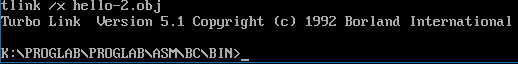 tlink /x hello-2.obj
Turbo Link  Version 5.1 Copyright (c) 1992 Borland International
K:\PROGLAB\PROGLAB\ASM\BC\BIN>_